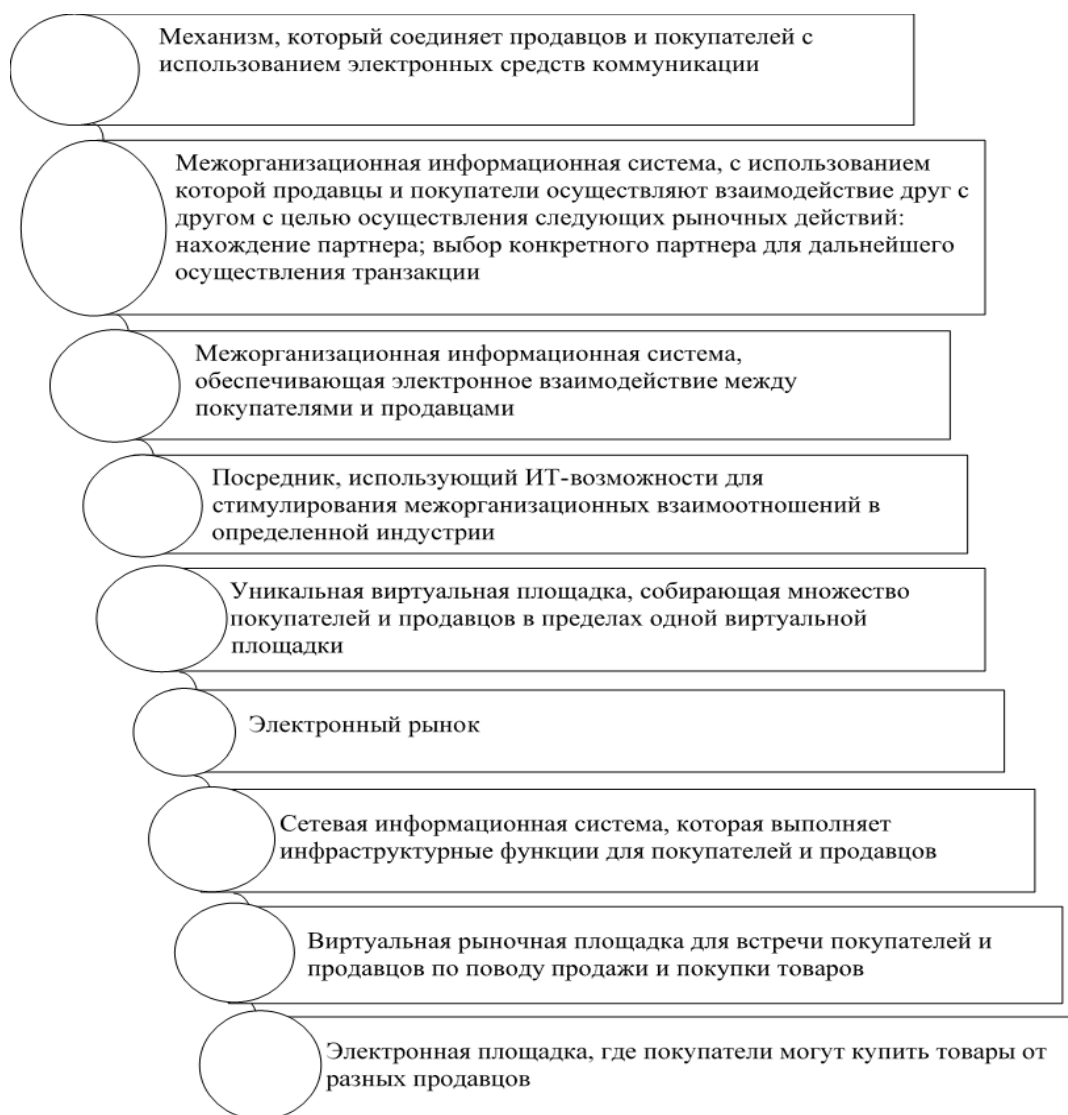 Механизм, который соединяет продавцов и покупателей с
использованием электронных средств коммуникации
Межорганизационная информационная система, с использованием
которой продавцы и покупатели осуществляют взаимодействие друг с
другом с целью осуществления следующих рыночных действий:
нахождение партнера; выбор конкретного партнера для дальнейшего
осуществления транзакции
Межорганизационная информационная система,
обеспечивающая электронное взаимодействие между
покупателями и продавцами
Посредник, использующий ИТ-возможности для
стимулирования межорганизационных взаимоотношений в
определенной индустрии
Уникальная виртуальная площадка, собирающая множество
покупателей и продавцов в пределах одной виртуальной
площадки
Электронный рынок
Сетевая информационная система, которая выполняет
инфраструктурные функции для покупателей и продавцов
Виртуальная рыночная площадка для встречи покупателей и
продавцов по поводу продажи и покупки товаров
Электронная площадка, где покупатели могут купить товары от
разных продавцов